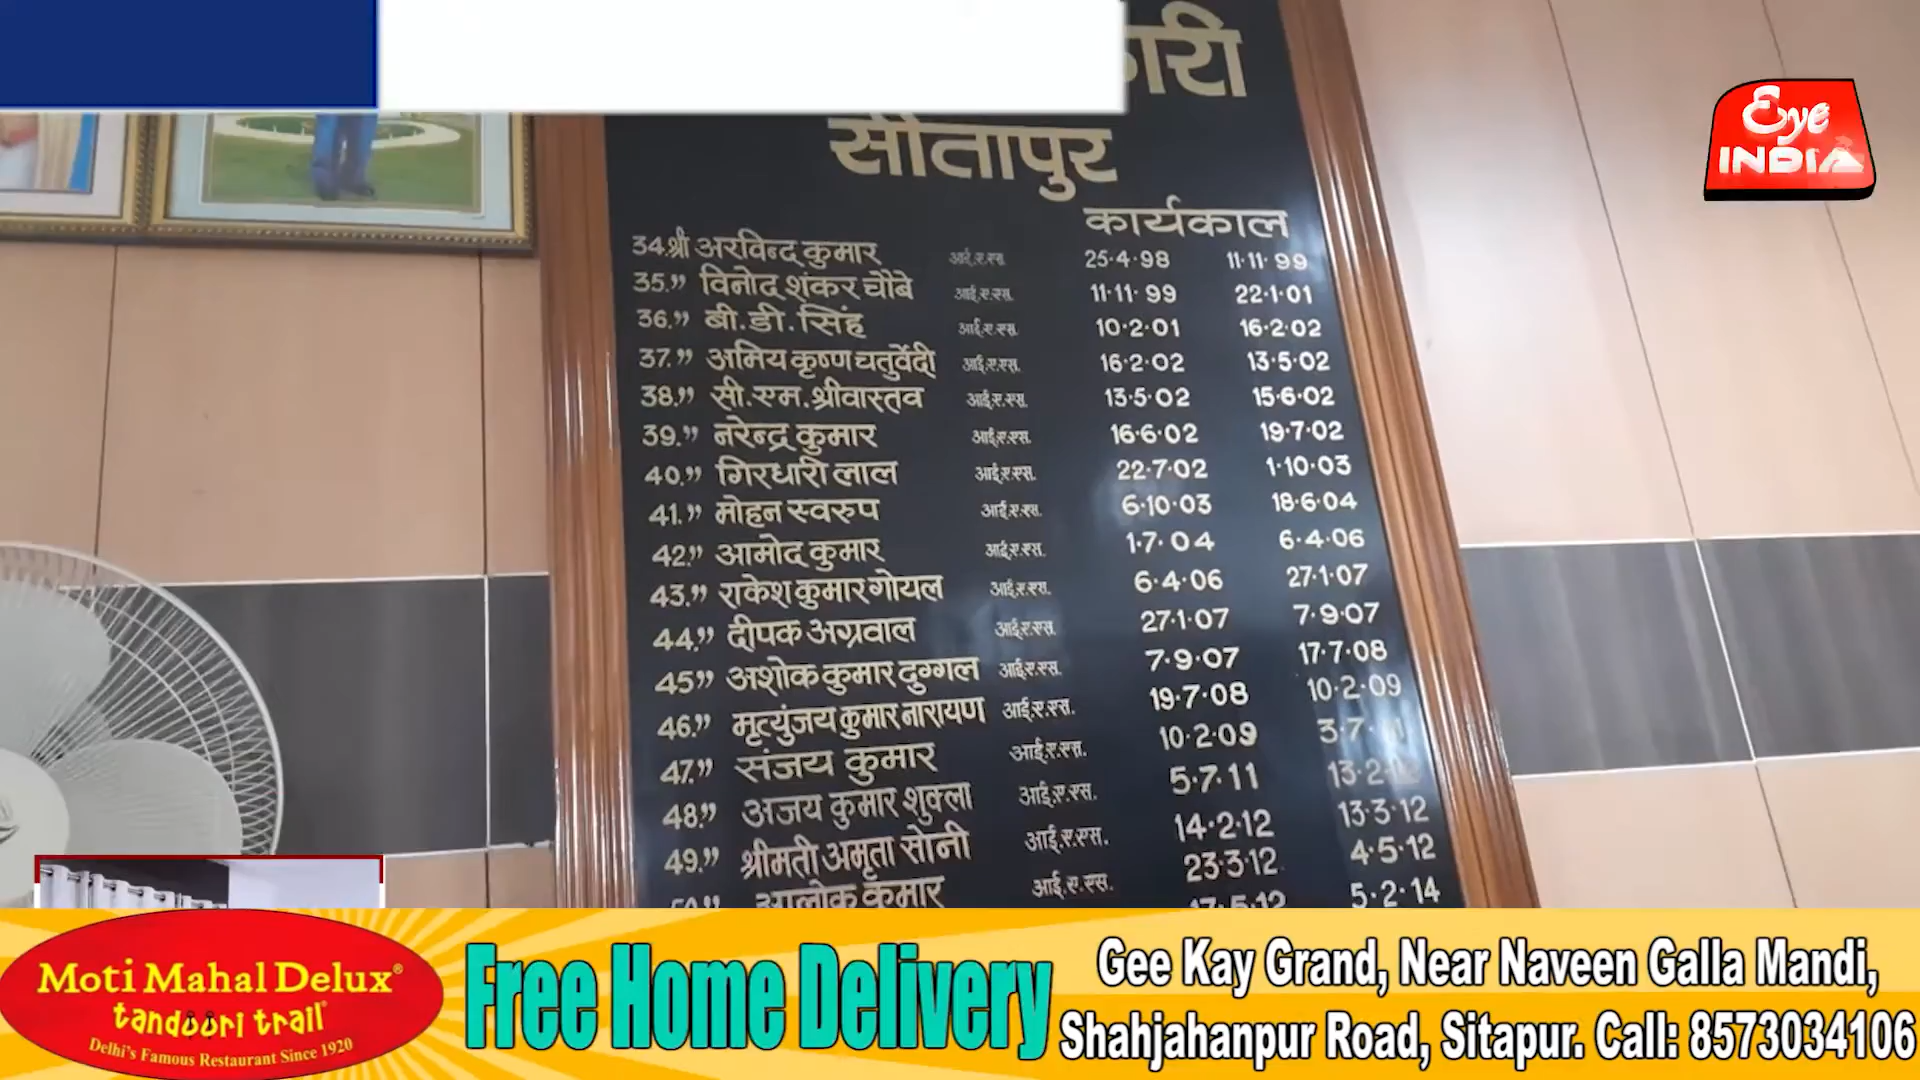 सीतापुर
Eye
INDIA
कार्यकाल
34.श्री अरविन्द कुमार आई.ए.एस. 25·4·98 11·11·99
35.” विनोद शंकर चौबे आई.ए.एस. 11·11·99 22·1·01
36.” बी.डी.सिंह आई.ए.एस. 10·2·01 16·2·02
37.” अमिय कृष्ण चतुर्वेदी आई.ए.एस. 16·2·02 13·5·02
38.” सी.एम.श्रीवास्तव आई.ए.एस. 13·5·02 15·6·02
39.” नरेन्द्र कुमार आई.ए.एस. 16·6·02 19·7·02
40.” गिरधारी लाल आई.ए.एस. 22·7·02 1·10·03
41.” मोहन स्वरुप आई.ए.एस. 6·10·03 18·6·04
42.” आमोद कुमार आई.ए.एस. 1·7·04 6·4·06
43.” राकेश कुमार गोयल आई.ए.एस. 6·4·06 27·1·07
44.” दीपक अग्रवाल आई.ए.एस. 27·1·07 7·9·07
45” अशोक कुमार दुग्गल आई.ए.एस. 7·9·07 17·7·08
46.” मृत्युंजय कुमार नारायण आई.ए.एस. 19·7·08 10·2·09
47.” संजय कुमार आई.ए.एस. 10·2·09 3·7·11
48.” अजय कुमार शुक्ला आई.ए.एस. 5·7·11 13·2·12
49.” श्रीमती अमृता सोनी आई.ए.एस. 14·2·12 13·3·12
आलोक कुमार आई.ए.एस. 23·3·12 4·5·12
17·5·12 5·2·14
Moti Mahal Delux®
tandoori trail
Delhi's Famous Restaurant Since 1920
Free Home Delivery
Gee Kay Grand, Near Naveen Galla Mandi,
Shahjahanpur Road, Sitapur. Call: 8573034106